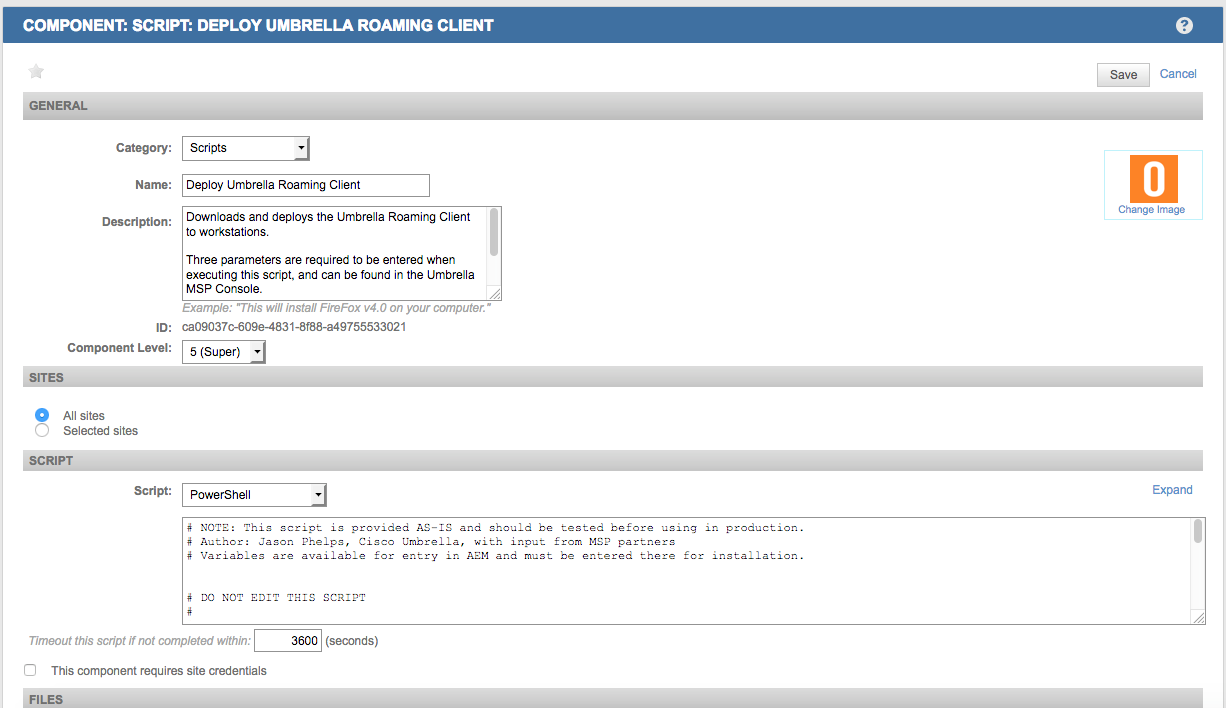 COMPONENT: SCRIPT: DEPLOY UMBRELLA ROAMING CLIENT
?
Save Cancel
GENERAL
Category: Scripts
Name: Deploy Umbrella Roaming Client
Description: Downloads and deploys the Umbrella Roaming Client
to workstations.
Three parameters are required to be entered when
executing this script, and can be found in the Umbrella
MSP Console.
Change Image
Example: "This will install FireFox v4.0 on your computer."
ID: ca09037c-609e-4831-8f88-a49755533021
Component Level: 5 (Super)
SITES
All sites
Selected sites
SCRIPT
Script: PowerShell Expand
# NOTE: This script is provided AS-IS and should be tested before using in production.
# Author: Jason Phelps, Cisco Umbrella, with input from MSP partners
# Variables are available for entry in AEM and must be entered there for installation.
# DO NOT EDIT THIS SCRIPT
#
Timeout this script if not completed within: 3600 (seconds)
This component requires site credentials
FILES